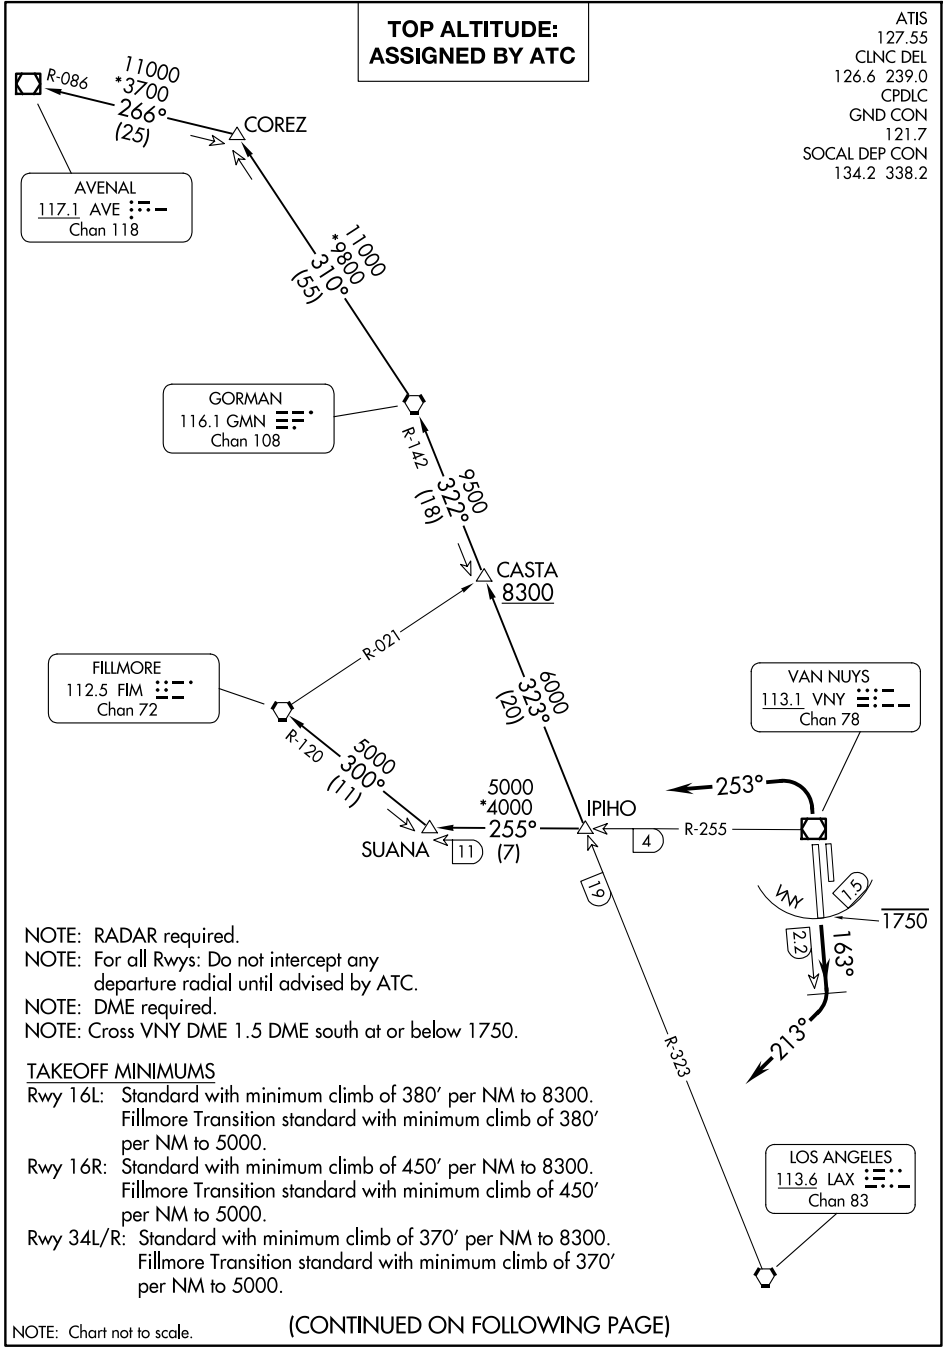 TOP ALTITUDE:
ASSIGNED BY ATC
ATIS
127.55
CLNC DEL
126.6 239.0
CPDLC
GND CON
121.7
SOCAL DEP CON
134.2 338.2
R-086
11000
*3700
266°
(25)
COREZ
AVENAL
117.1 AVE
Chan 118
11000
*9800
310°
(55)
GORMAN
116.1 GMN
Chan 108
R-142
9500
322°
(18)
CASTA
8300
R-021
FILLMORE
112.5 FIM
Chan 72
6000
323°
(20)
VAN NUYS
113.1 VNY
Chan 78
R-120
5000
300°
(11)
253°
5000
*4000
255°
(7)
IPIHO
R-255
4
SUANA
11
19
VNY
1.5
1750
2.2
163°
213°
NOTE: RADAR required.
NOTE: For all Rwys: Do not intercept any
departure radial until advised by ATC.
NOTE: DME required.
NOTE: Cross VNY DME 1.5 DME south at or below 1750.
R-323
TAKEOFF MINIMUMS
Rwy 16L: Standard with minimum climb of 380' per NM to 8300.
Fillmore Transition standard with minimum climb of 380'
per NM to 5000.
Rwy 16R: Standard with minimum climb of 450' per NM to 8300.
Fillmore Transition standard with minimum climb of 450'
per NM to 5000.
Rwy 34L/R: Standard with minimum climb of 370' per NM to 8300.
Fillmore Transition standard with minimum climb of 370'
per NM to 5000.
LOS ANGELES
113.6 LAX
Chan 83
NOTE: Chart not to scale.
(CONTINUED ON FOLLOWING PAGE)